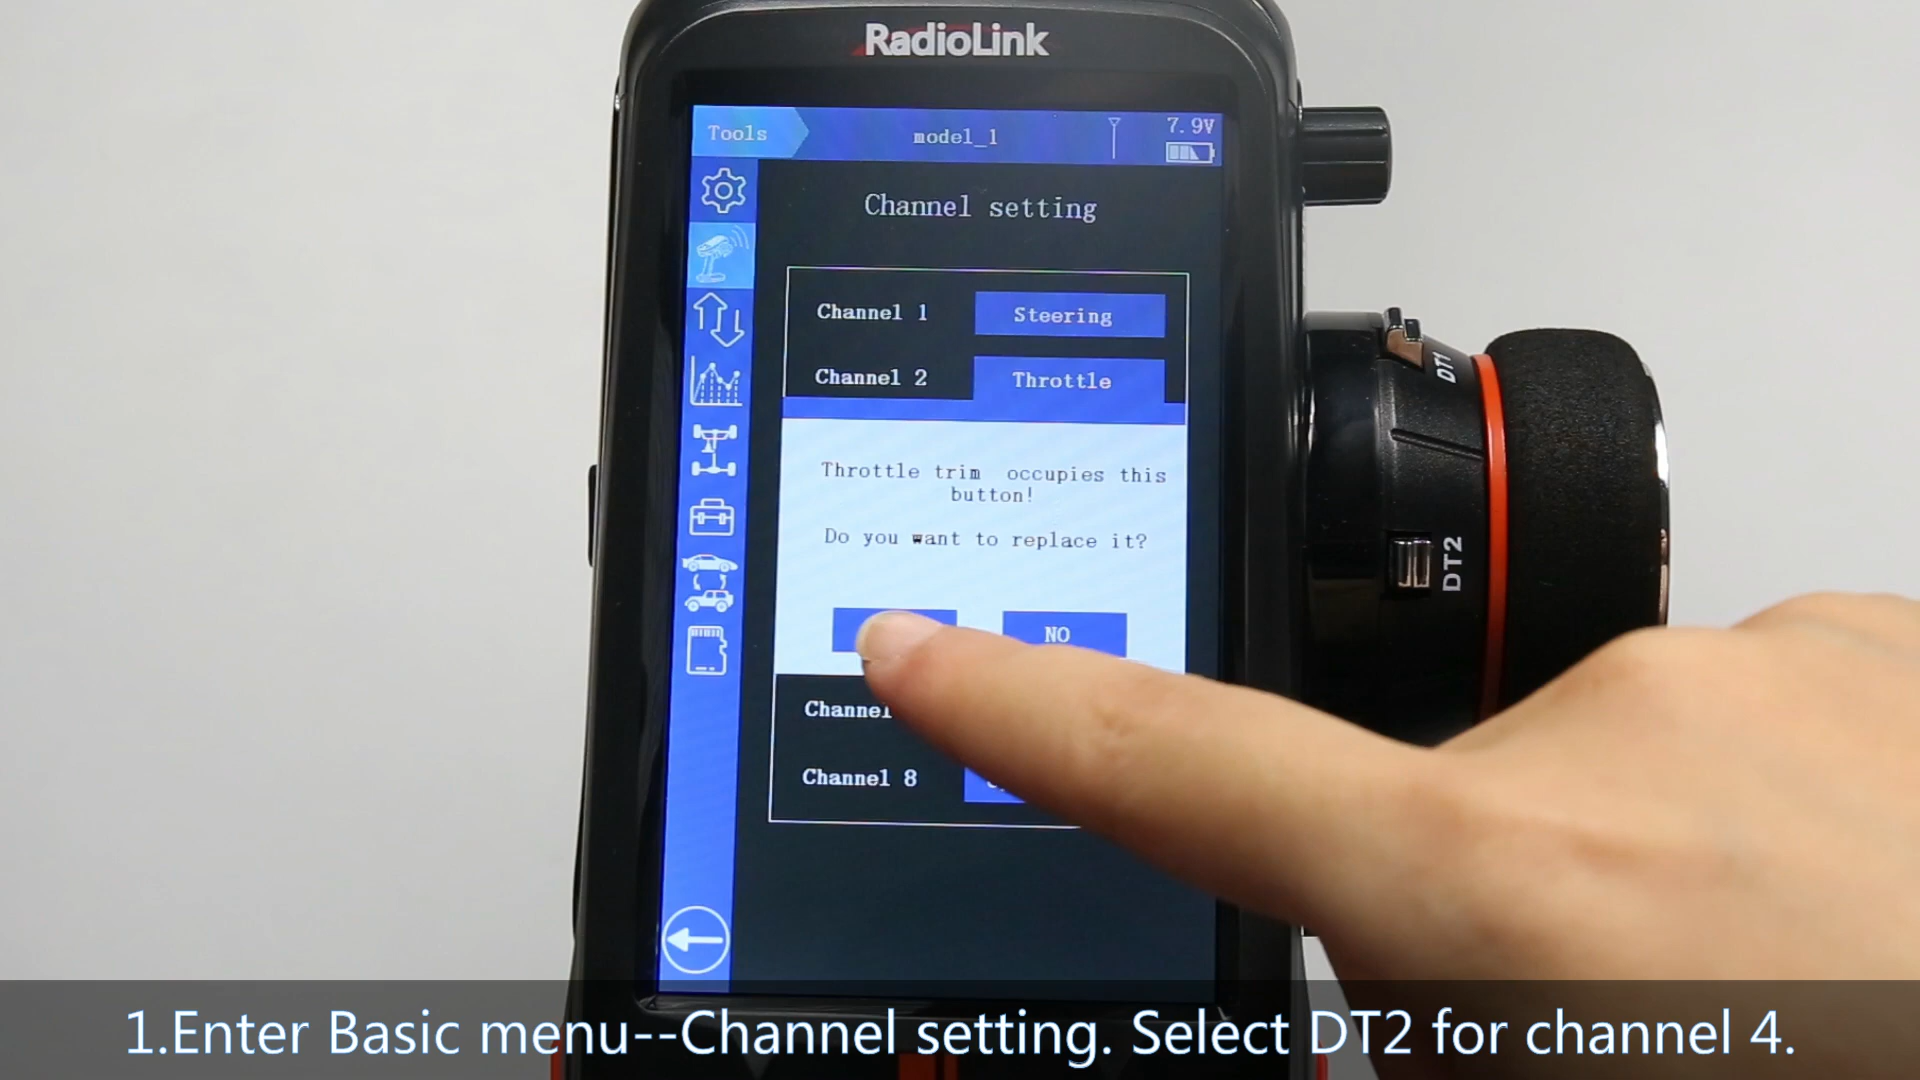 RadioLink
Tools
model_1
7.9V
Channel setting
Channel 1
Steering
Channel 2
Throttle
Throttle trim occupies this
button!
Do you want to replace it?
NO
Channel
Channel 8
DT1
DT2
1.Enter Basic menu--Channel setting. Select DT2 for channel 4.